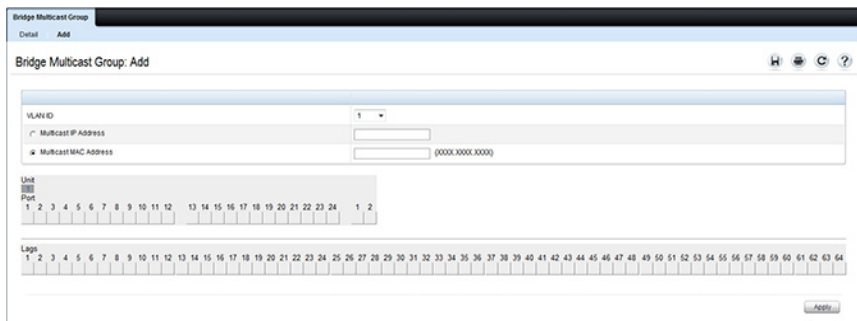 Bridge Multicast Group
Detail Add
Bridge Multicast Group: Add
VLAN ID 1
Multicast IP Address
Multicast MAC Address (XXXX.XXXX.XXXX)
Unit
1
Port
1 2 3 4 5 6 7 8 9 10 11 12 13 14 15 16 17 18 19 20 21 22 23 24 1 2
Lags
1 2 3 4 5 6 7 8 9 10 11 12 13 14 15 16 17 18 19 20 21 22 23 24 25 26 27 28 29 30 31 32 33 34 35 36 37 38 39 40 41 42 43 44 45 46 47 48 49 50 51 52 53 54 55 56 57 58 59 60 61 62 63 64
Apply